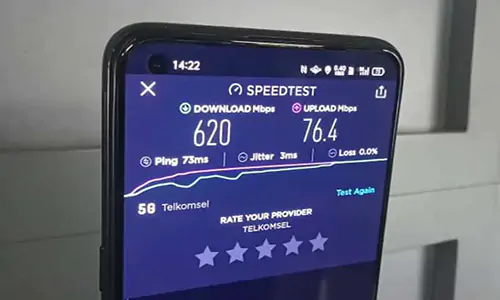 14:22
SPEEDTEST
DOWNLOAD Mbps UPLOAD Mbps
620 76.4
Ping 73ms Jitter 3ms Loss 0.0%
Test Again
5G Telkomsel
RATE YOUR PROVIDER
TELKOMSEL